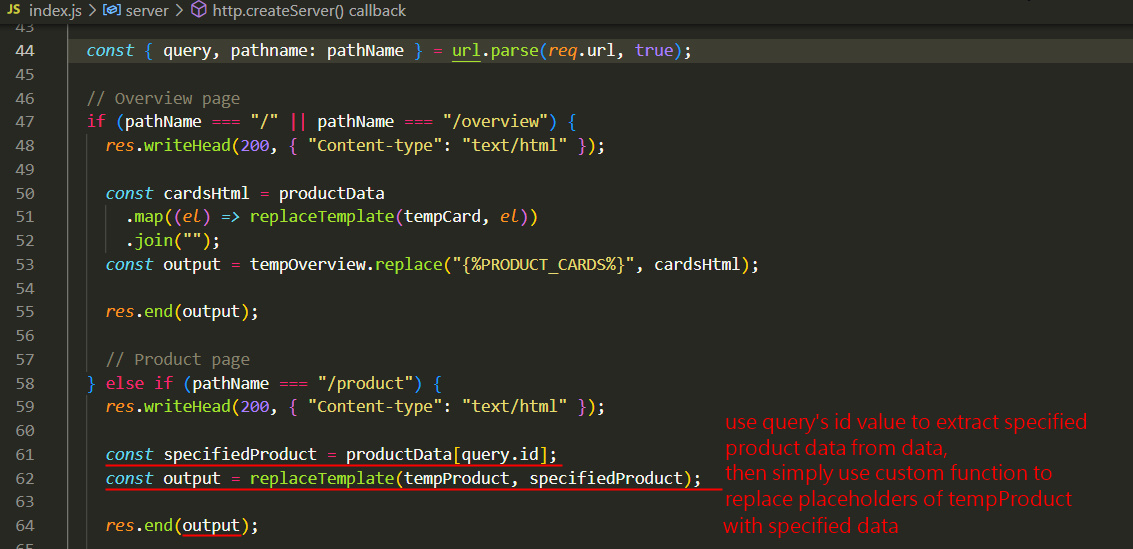 JS index.js > server > http.createServer() callback
43
44 const { query, pathname: pathName } = url.parse(req.url, true);
45
46 // Overview page
47 if (pathName === "/" || pathName === "/overview") {
48 res.writeHead(200, { "Content-type": "text/html" });
49
50 const cardsHtml = productData
51 .map((el) => replaceTemplate(tempCard, el))
52 .join("");
53 const output = tempOverview.replace("{%PRODUCT_CARDS%}", cardsHtml);
54
55 res.end(output);
56
57 // Product page
58 } else if (pathName === "/product") {
59 res.writeHead(200, { "Content-type": "text/html" });
60
61 const specifiedProduct = productData[query.id];
62 const output = replaceTemplate(tempProduct, specifiedProduct);
63
64 res.end(output);
65
use query's id value to extract specified
product data from data,
then simply use custom function to
replace placeholders of tempProduct
with specified data